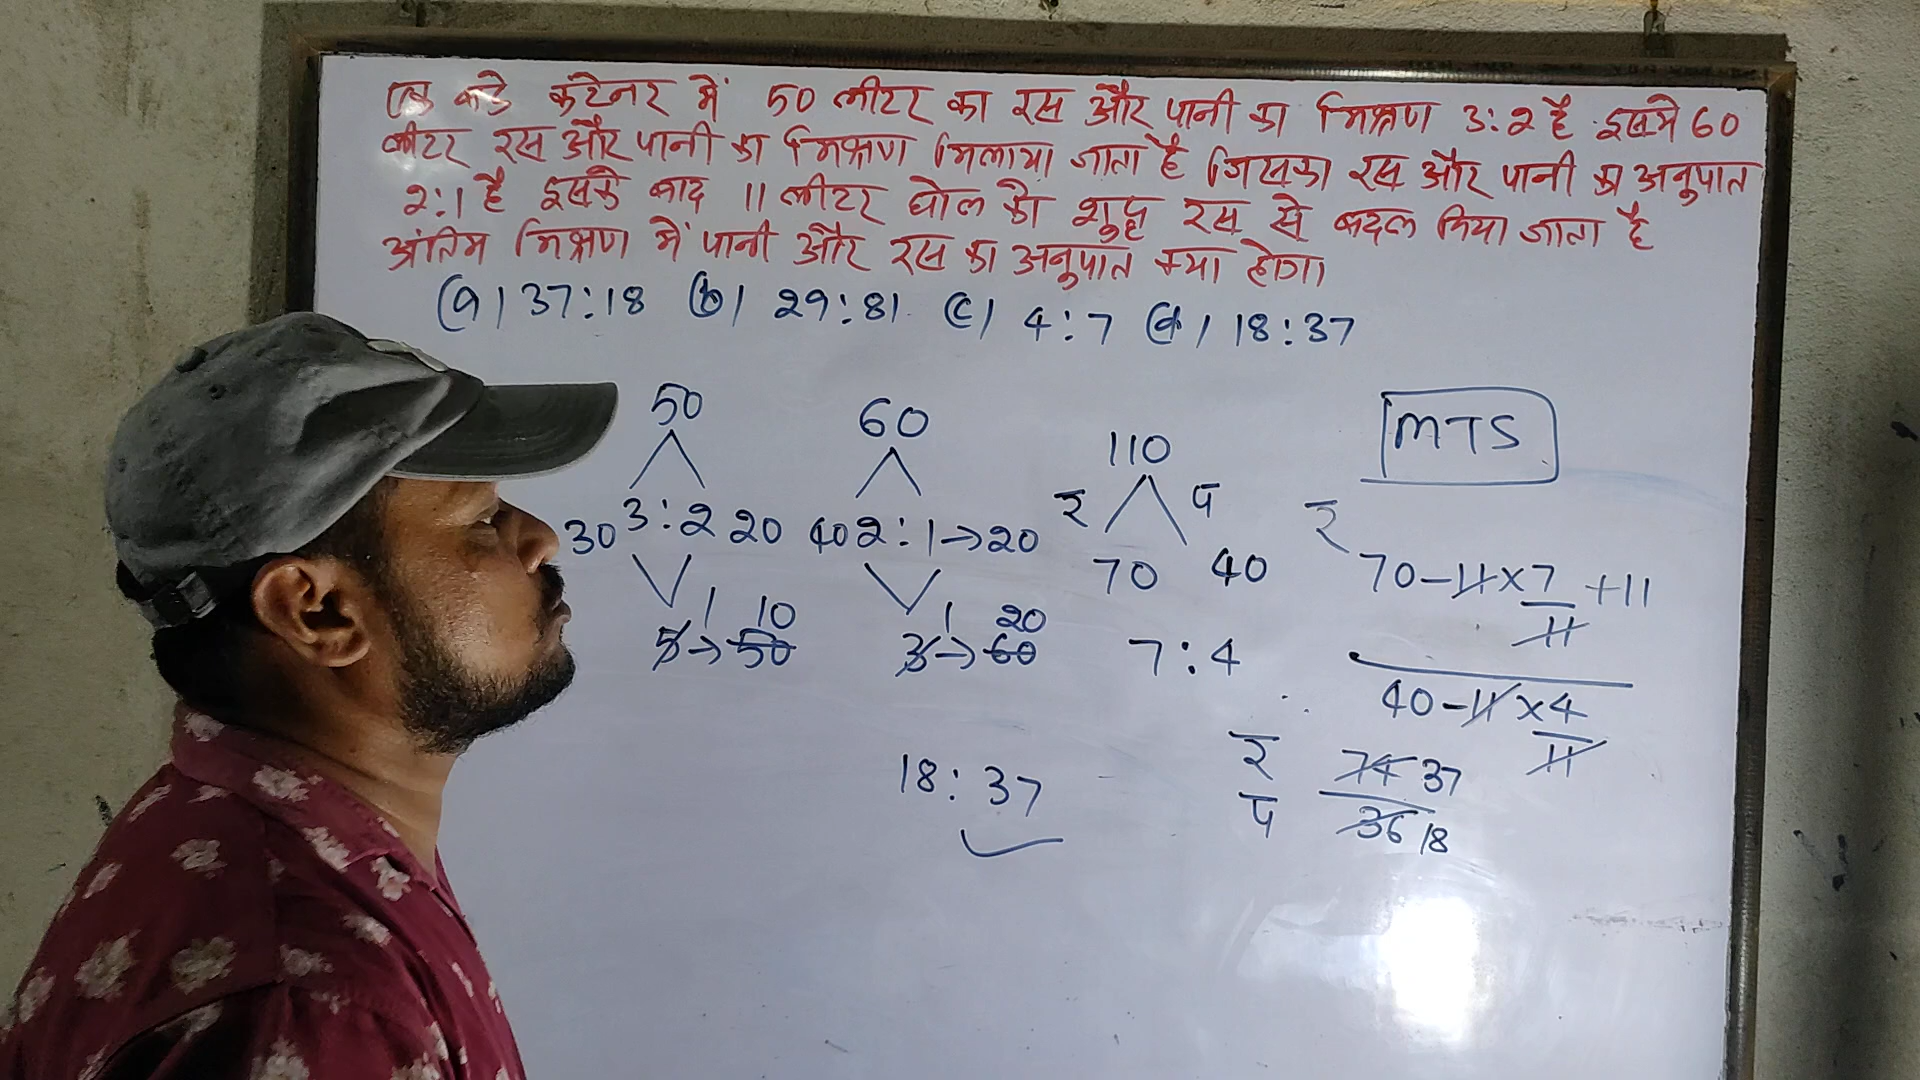 एक बडे कंटेनर में 50 लीटर का रस और पानी का मिश्रण 3:2 है इसमे 60
लीटर रस और पानी का मिश्रण मिलाया जाता है जिसका रस और पानी का अनुपात
2:1 है इसके बाद 11 लीटर घोल को शुद्ध रस से बदल दिया जाता है
अंतिम मिश्रण में पानी और रस का अनुपात क्या होगा
(a) 37:18 (b) 29:81 (c) 4:7 (d) 18:37
50 60 110 MTS
र प र
30 3:2 20 40 2:1→20 70 40 70-11×7/11+11
1 10 1 20
5→50 3→60 7:4 40-11×4/11
18:37 र 74 37
प 36 18